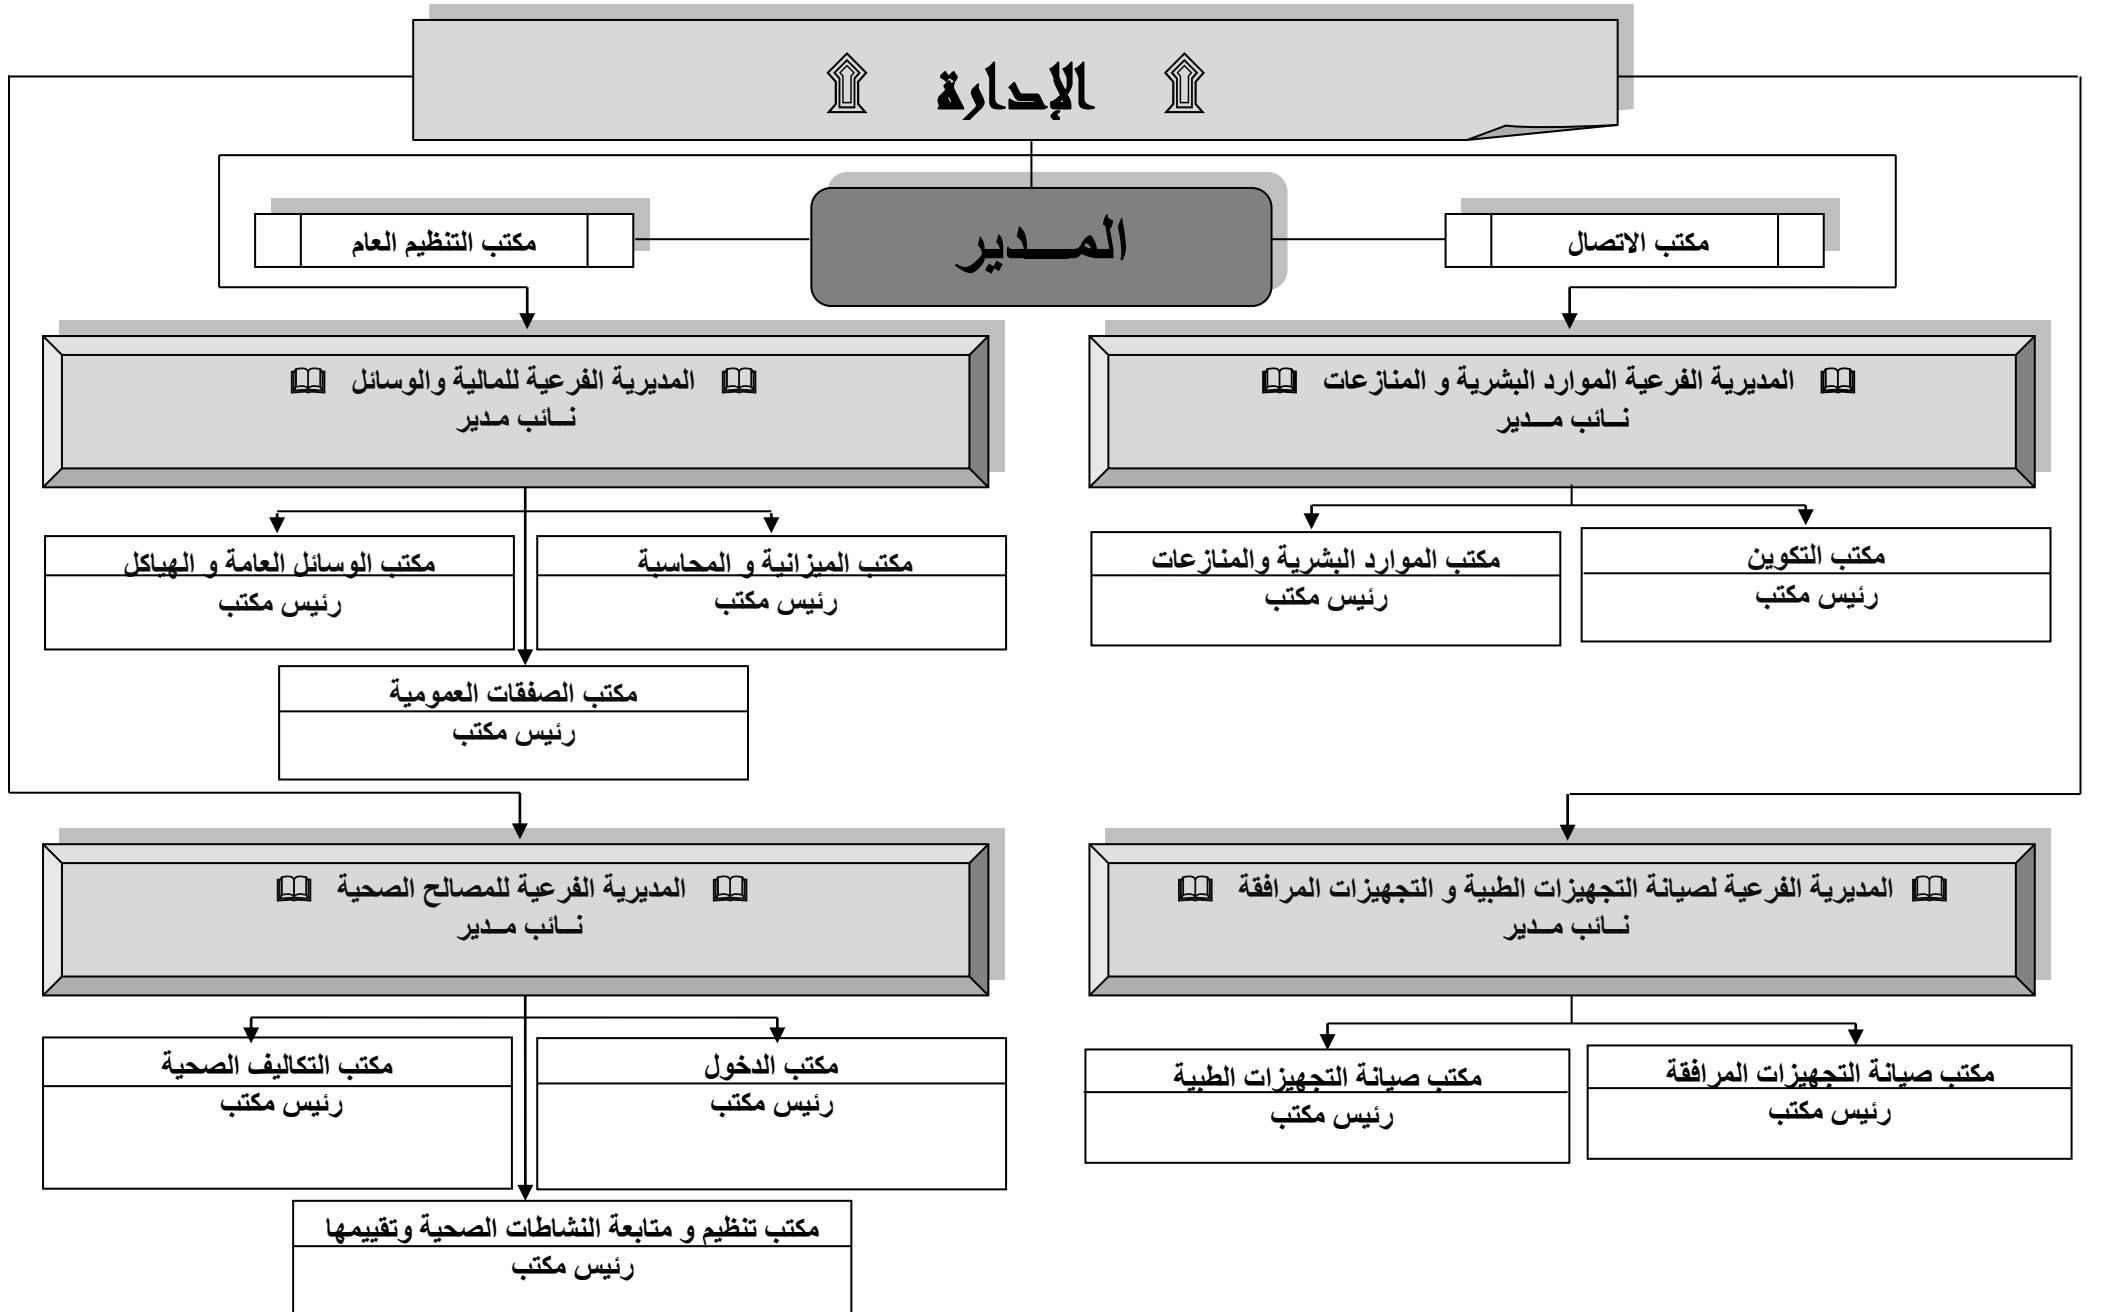 الإدارة
المـــدير
مكتب الاتصال
مكتب التنظيم العام
المديرية الفرعية الموارد البشرية و المنازعات
نــائب مـــدير
المديرية الفرعية للمالية والوسائل
نــائب مـدير
مكتب التكوين
رئيس مكتب
مكتب الموارد البشرية والمنازعات
رئيس مكتب
مكتب الميزانية و المحاسبة
رئيس مكتب
مكتب الوسائل العامة و الهياكل
رئيس مكتب
مكتب الصفقات العمومية
رئيس مكتب
المديرية الفرعية لصيانة التجهيزات الطبية و التجهيزات المرافقة
نــائب مــدير
المديرية الفرعية للمصالح الصحية
نــائب مــدير
مكتب صيانة التجهيزات المرافقة
رئيس مكتب
مكتب صيانة التجهيزات الطبية
رئيس مكتب
مكتب الدخول
رئيس مكتب
مكتب التكاليف الصحية
رئيس مكتب
مكتب تنظيم و متابعة النشاطات الصحية وتقييمها
رئيس مكتب